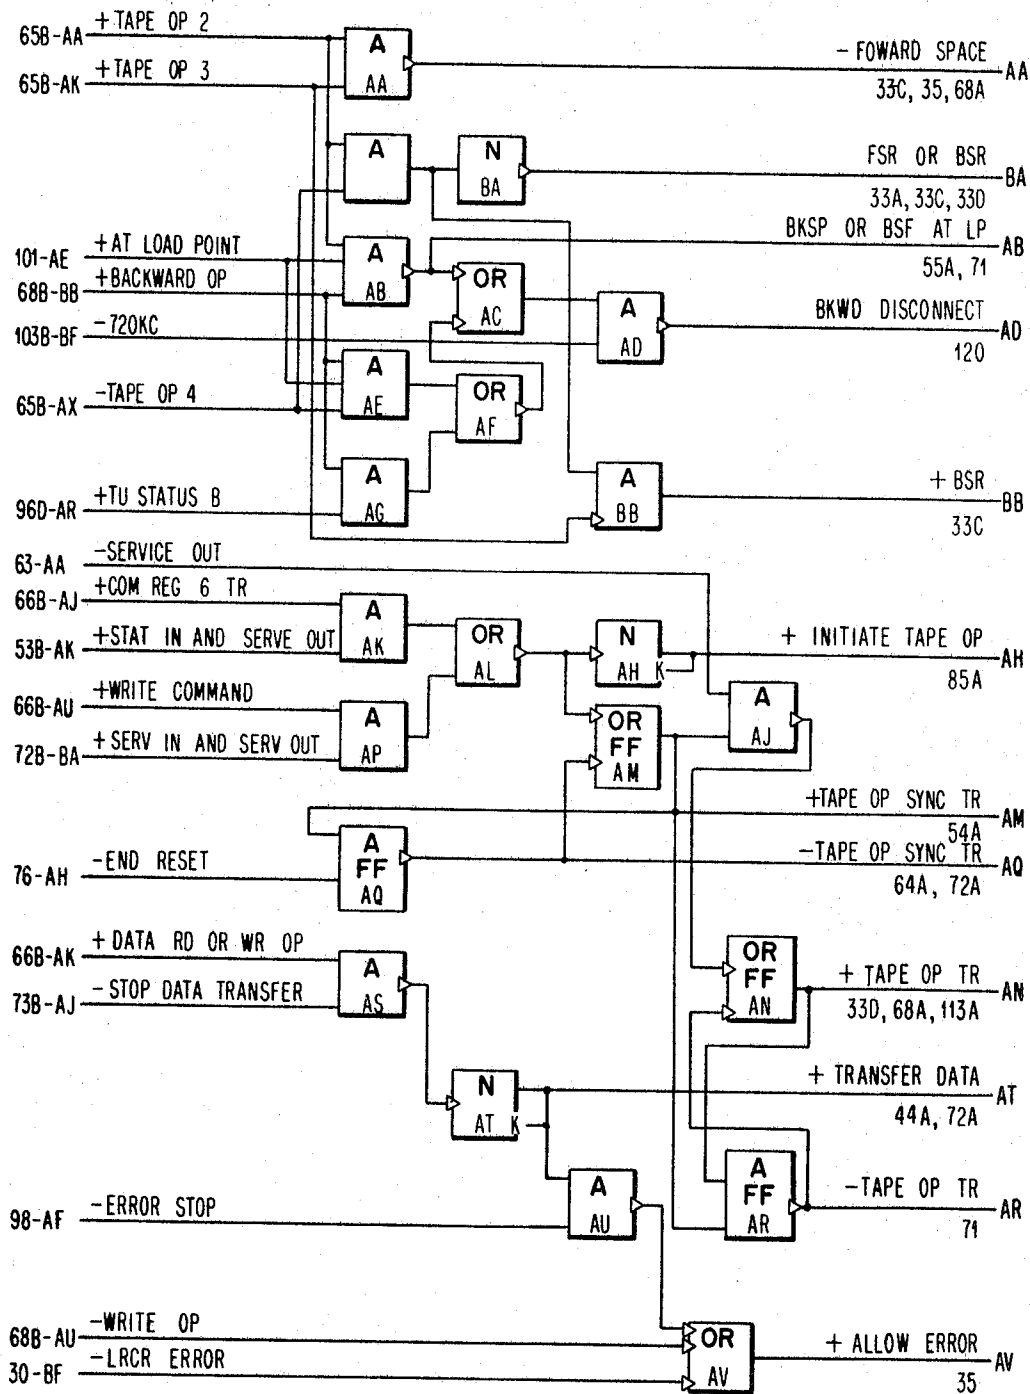 65B-AA +TAPE OP 2
65B-AK +TAPE OP 3
A
AA
- FOWARD SPACE AA
33C, 35, 68A
A
N
BA
FSR OR BSR BA
33A, 33C, 33D
101-AE +AT LOAD POINT
68B-BB +BACKWARD OP
A
AB
BKSP OR BSF AT LP AB
55A, 71
OR
AC
103B-BF -720KC
A
AD
BKWD DISCONNECT AD
120
A
AE
65B-AX -TAPE OP 4
OR
AF
A
AG
96D-AR +TU STATUS B
A
BB
+ BSR BB
33C
63-AA -SERVICE OUT
66B-AJ +COM REG 6 TR
53B-AK +STAT IN AND SERVE OUT
A
AK
OR
AL
N
AH K
+ INITIATE TAPE OP AH
85A
66B-AU +WRITE COMMAND
72B-BA +SERV IN AND SERV OUT
A
AP
OR
FF
AM
A
AJ
+TAPE OP SYNC TR AM
54A
-TAPE OP SYNC TR AQ
64A, 72A
76-AH -END RESET
A
FF
AQ
66B-AK + DATA RD OR WR OP
73B-AJ - STOP DATA TRANSFER
A
AS
OR
FF
AN
+ TAPE OP TR AN
33D, 68A, 113A
N
AT K
+ TRANSFER DATA AT
44A, 72A
A
FF
AR
-TAPE OP TR AR
71
98-AF -ERROR STOP
A
AU
68B-AU -WRITE OP
30-BF -LRCR ERROR
OR
AV
+ ALLOW ERROR AV
35